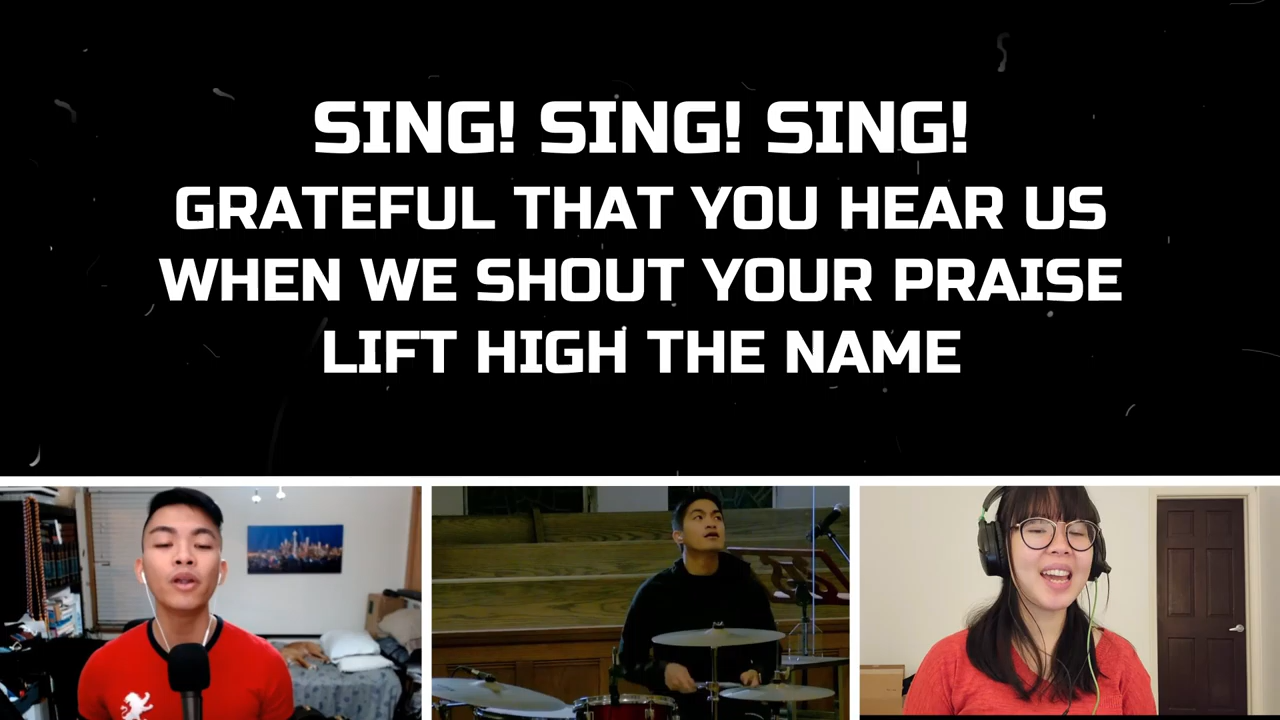 SING! SING! SING!
GRATEFUL THAT YOU HEAR US
WHEN WE SHOUT YOUR PRAISE
LIFT HIGH THE NAME